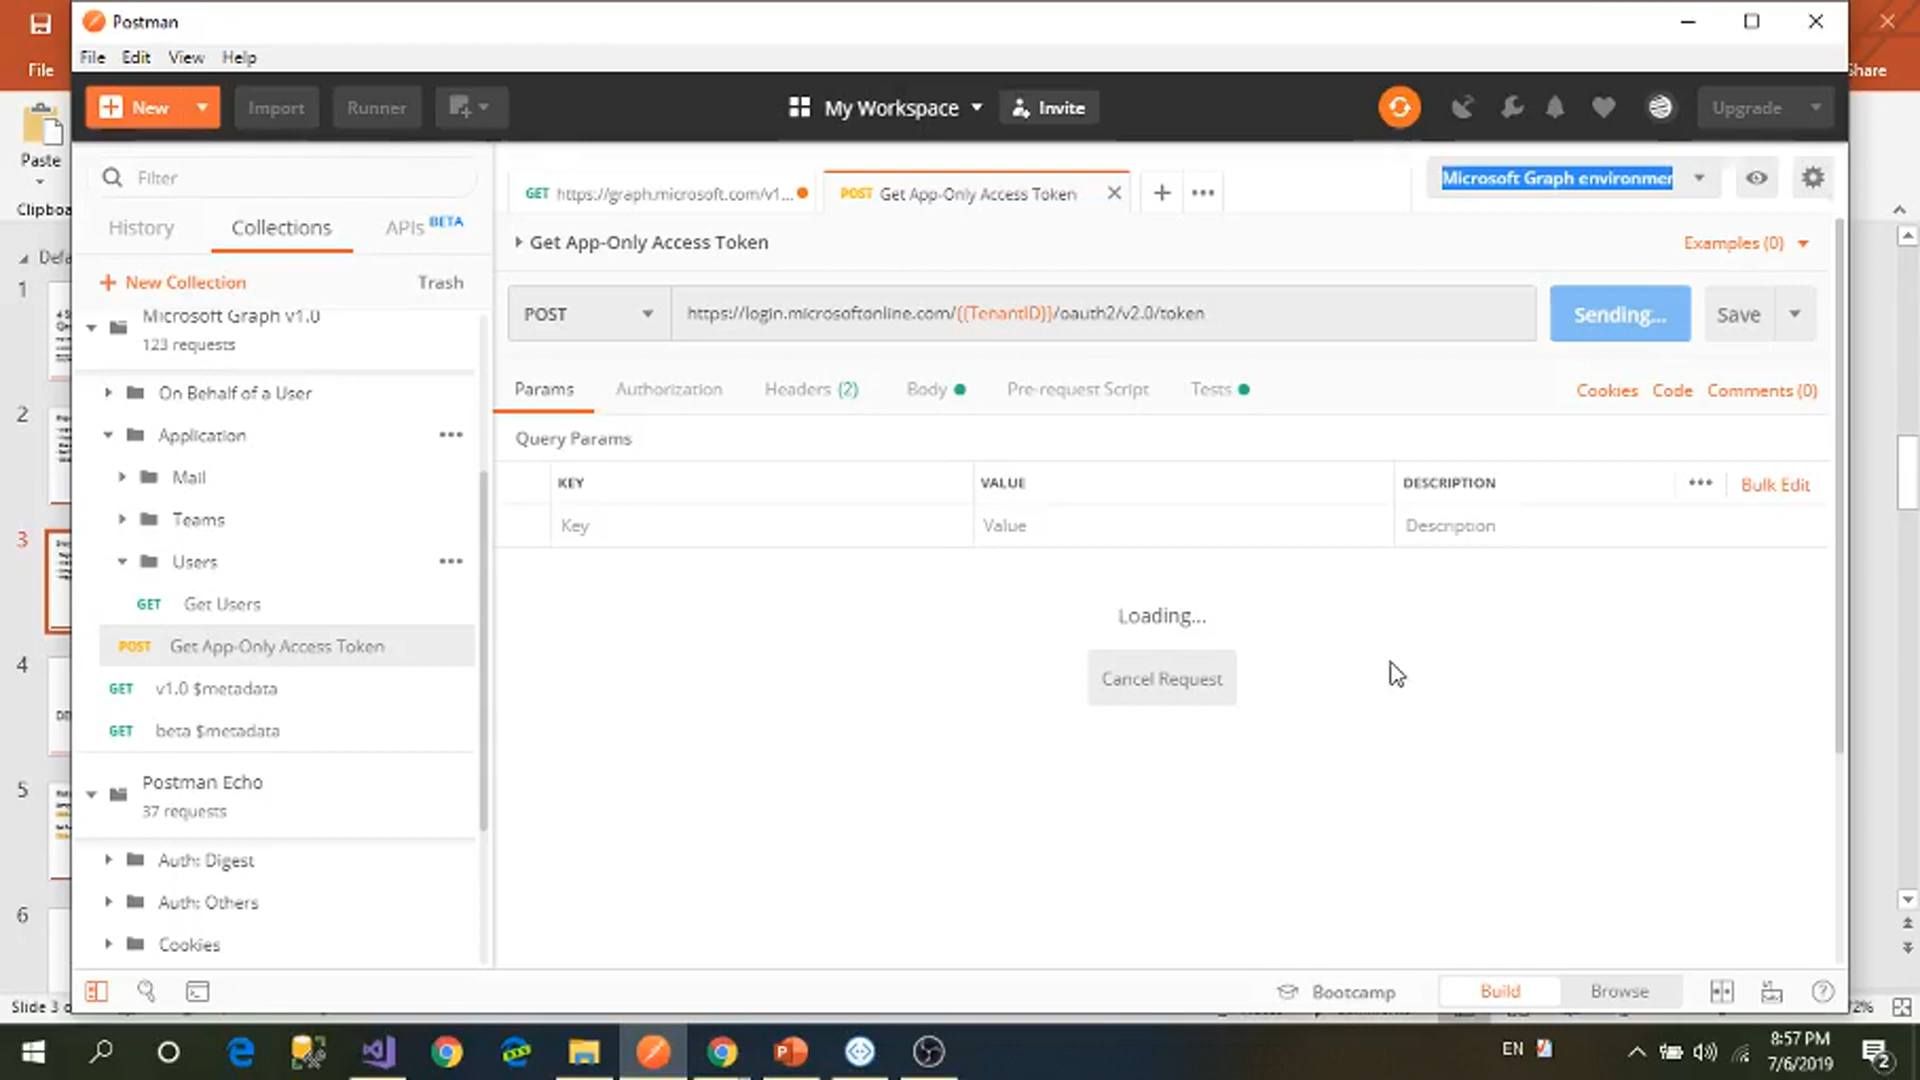 Postman
File
File Edit View Help
Share
New
Import
Runner
My Workspace
Invite
Upgrade
Paste
Clipboa
Filter
History
Collections
APIs BETA
New Collection
Trash
Microsoft Graph v1.0
123 requests
On Behalf of a User
Application
Mail
Teams
Users
GET Get Users
POST Get App-Only Access Token
GET v1.0 $metadata
GET beta $metadata
Postman Echo
37 requests
Auth: Digest
Auth: Others
Cookies
GET https://graph.microsoft.com/v1...
POST Get App-Only Access Token
Microsoft Graph environmer
Get App-Only Access Token
Examples (0)
POST
https://login.microsoftonline.com/{{TenantID}}/oauth2/v2.0/token
Sending...
Save
Params
Authorization
Headers (2)
Body
Pre-request Script
Tests
Cookies
Code
Comments (0)
Query Params
KEY
VALUE
DESCRIPTION
Bulk Edit
Key
Value
Description
Loading...
Cancel Request
Defa
1
2
3
4
5
6
Slide 3 o
Bootcamp
Build
Browse
2%
EN
8:57 PM
7/6/2019
2